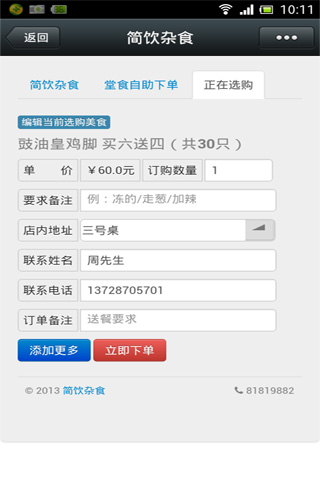 10:11
返回 简饮杂食
简饮杂食 堂食自助下单 正在选购
编辑当前选购美食
豉油皇鸡脚 买六送四（共30只）
单 价 ￥60.0元 订购数量 1
要求备注 例：冻的/走葱/加辣
店内地址 三号桌
联系姓名 周先生
联系电话 13728705701
订单备注 送餐要求
添加更多 立即下单
© 2013 简饮杂食 81819882